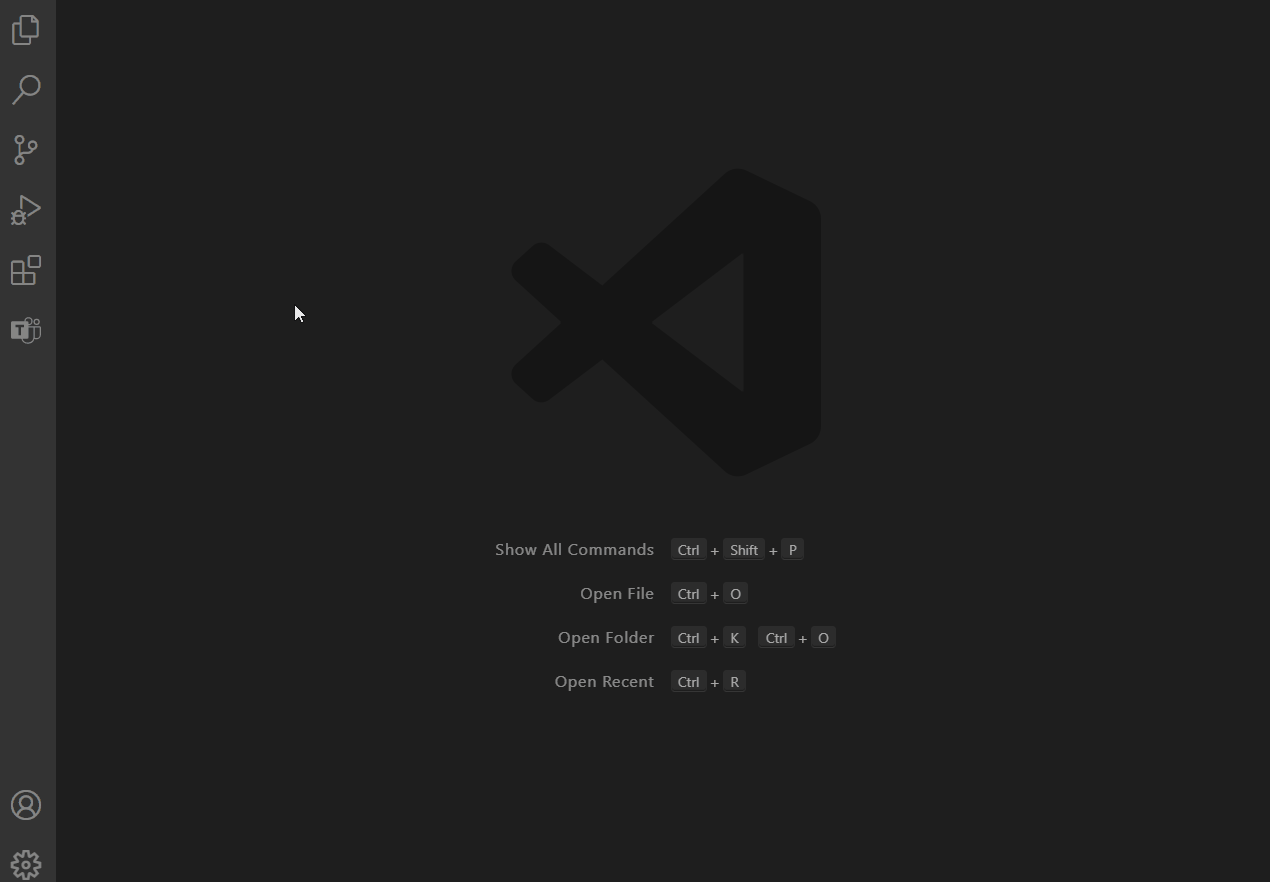 T
Show All Commands Ctrl + Shift + P
Open File Ctrl + O
Open Folder Ctrl + K Ctrl + O
Open Recent Ctrl + R